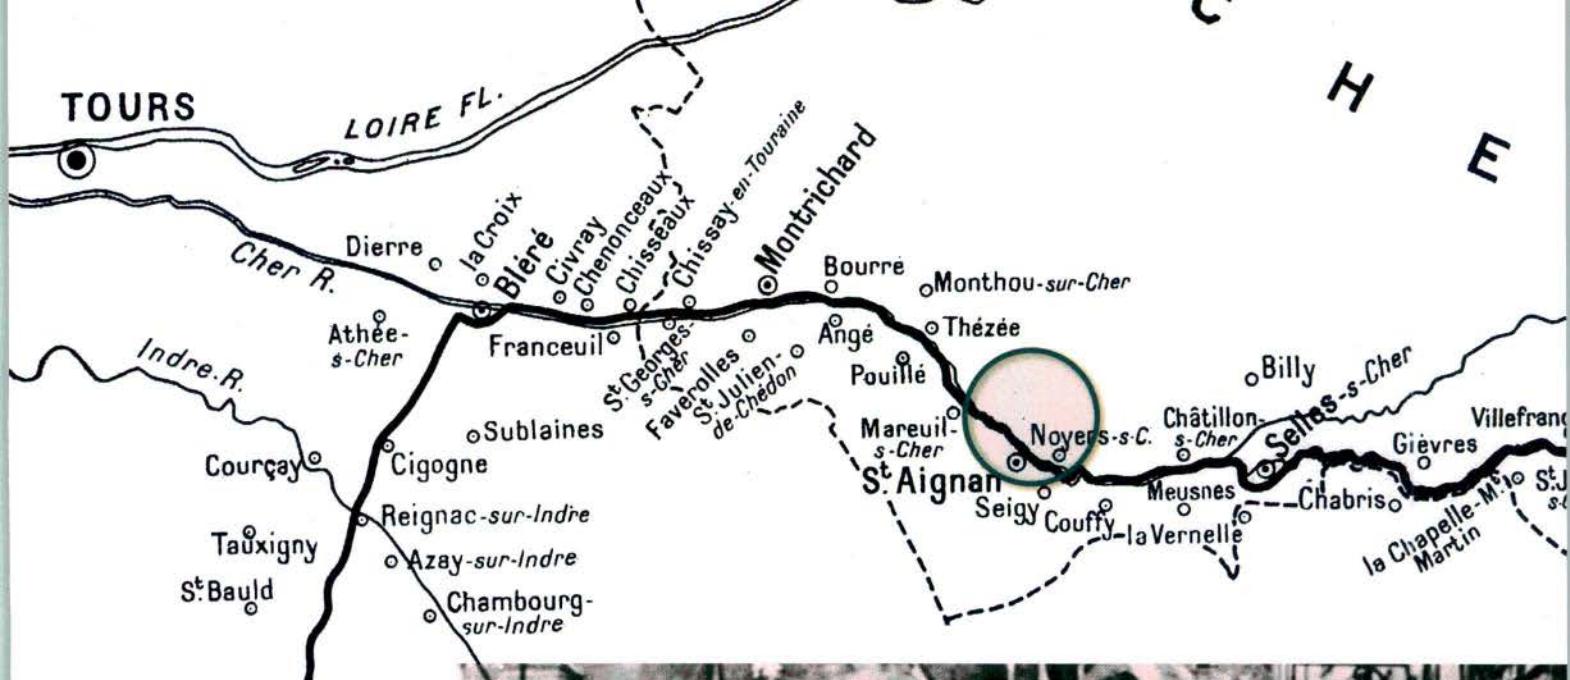 C
H
E
TOURS
LOIRE FL.
Cher R.
Dierre
la Croix
Bléré
Civray
Chenonceaux
Chisseaux
Chissay-en-Touraine
Montrichard
Bourré
Monthou-sur-Cher
Thézée
Angé
Pouillé
Athée-
s-Cher
Franceuil
St Georges-
s-Cher
Faverolles
St Julien-
de-Chédon
Indre.R.
Sublaines
Courçay
Cigogne
Mareuil-
s-Cher
Noyers-s-C.
St Aignan
Seigy
Couffy
Châtillon-
s-Cher
Billy
Selles-s-Cher
Meusnes
la Vernelle
Chabris
Gièvres
Villefranc
la Chapelle-Mt
Martin
St J
Reignac-sur-Indre
Tauxigny
Azay-sur-Indre
St Bauld
Chambourg-
sur-Indre